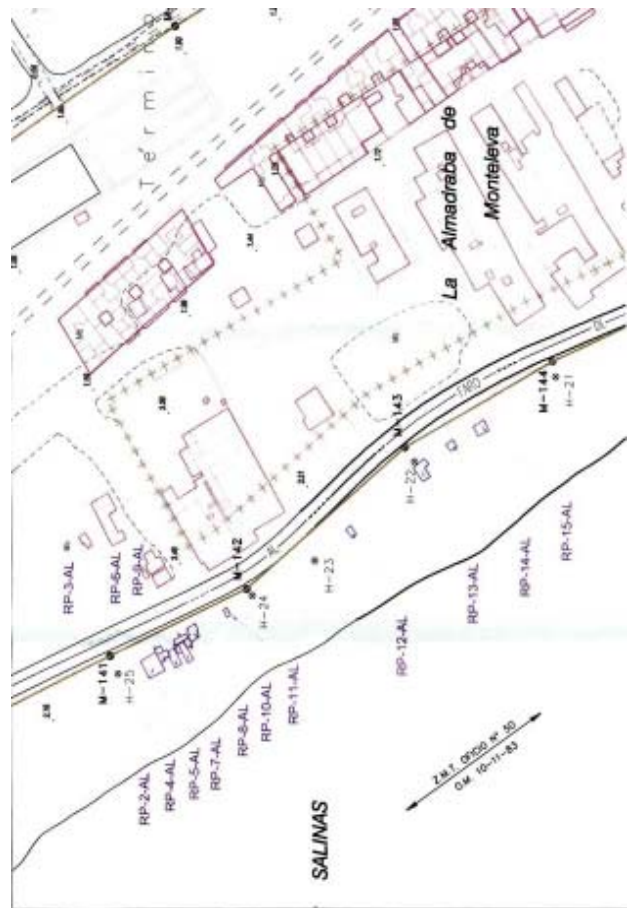 Término
La Almadraba de
Monteleva
FARO
AL
M-141
H-25
M-142
H-24
H-23
M-143
H-22
M-144
H-21
RP-3-AL
RP-6-AL
RP-9-AL
RP-2-AL
RP-4-AL
RP-5-AL
RP-7-AL
RP-8-AL
RP-10-AL
RP-11-AL
RP-12-AL
RP-13-AL
RP-14-AL
RP-15-AL
SALINAS
Z.M.T. OFICIO Nº 50
O.M. 10-11-83